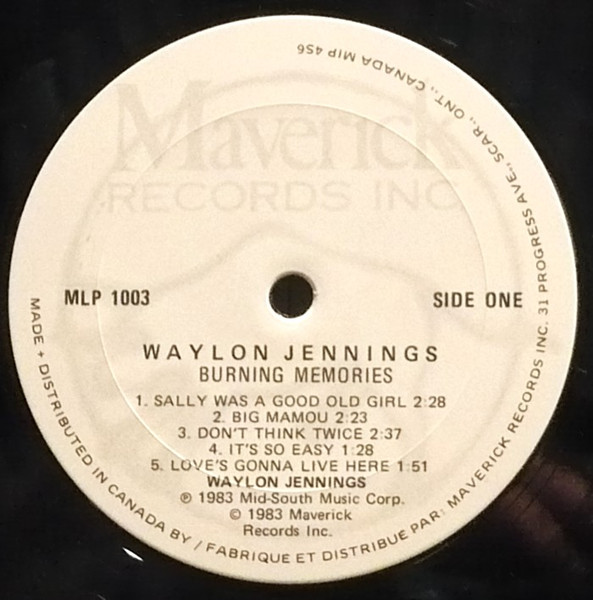 Maverick
RECORDS INC
MLP 1003
SIDE ONE
WAYLON JENNINGS
BURNING MEMORIES
1. SALLY WAS A GOOD OLD GIRL 2:28
2. BIG MAMOU 2:23
3. DON'T THINK TWICE 2:37
4. IT'S SO EASY 1:28
5. LOVE'S GONNA LIVE HERE 1:51
WAYLON JENNINGS
℗ 1983 Mid-South Music Corp.
© 1983 Maverick
Records Inc.
MADE + DISTRIBUTED IN CANADA BY / FABRIQUE ET DISTRIBUE PAR: MAVERICK RECORDS INC. 31 PROGRESS AVE., SCAR., ONT., CANADA MIP 4S6